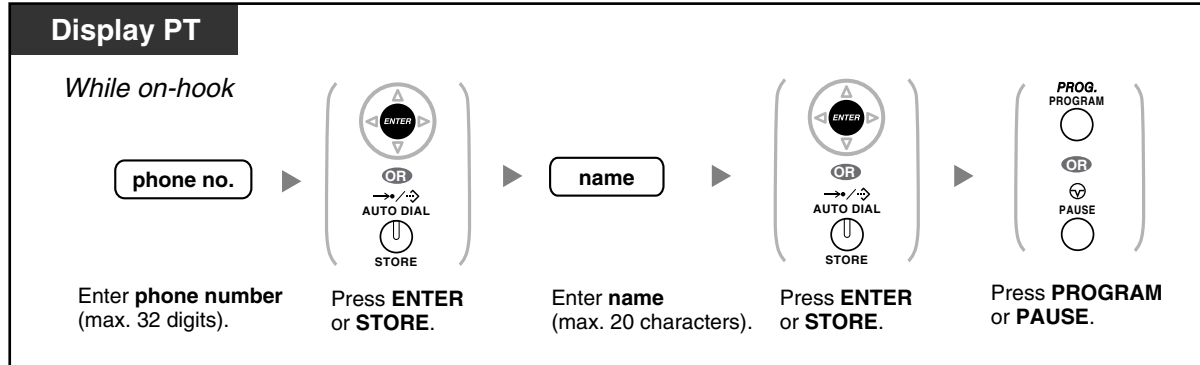 Display PT
While on-hook
phone no.
ENTER
OR
AUTO DIAL
STORE
name
ENTER
OR
AUTO DIAL
STORE
PROG.
PROGRAM
OR
PAUSE
Enter phone number
(max. 32 digits).
Press ENTER
or STORE.
Enter name
(max. 20 characters).
Press ENTER
or STORE.
Press PROGRAM
or PAUSE.